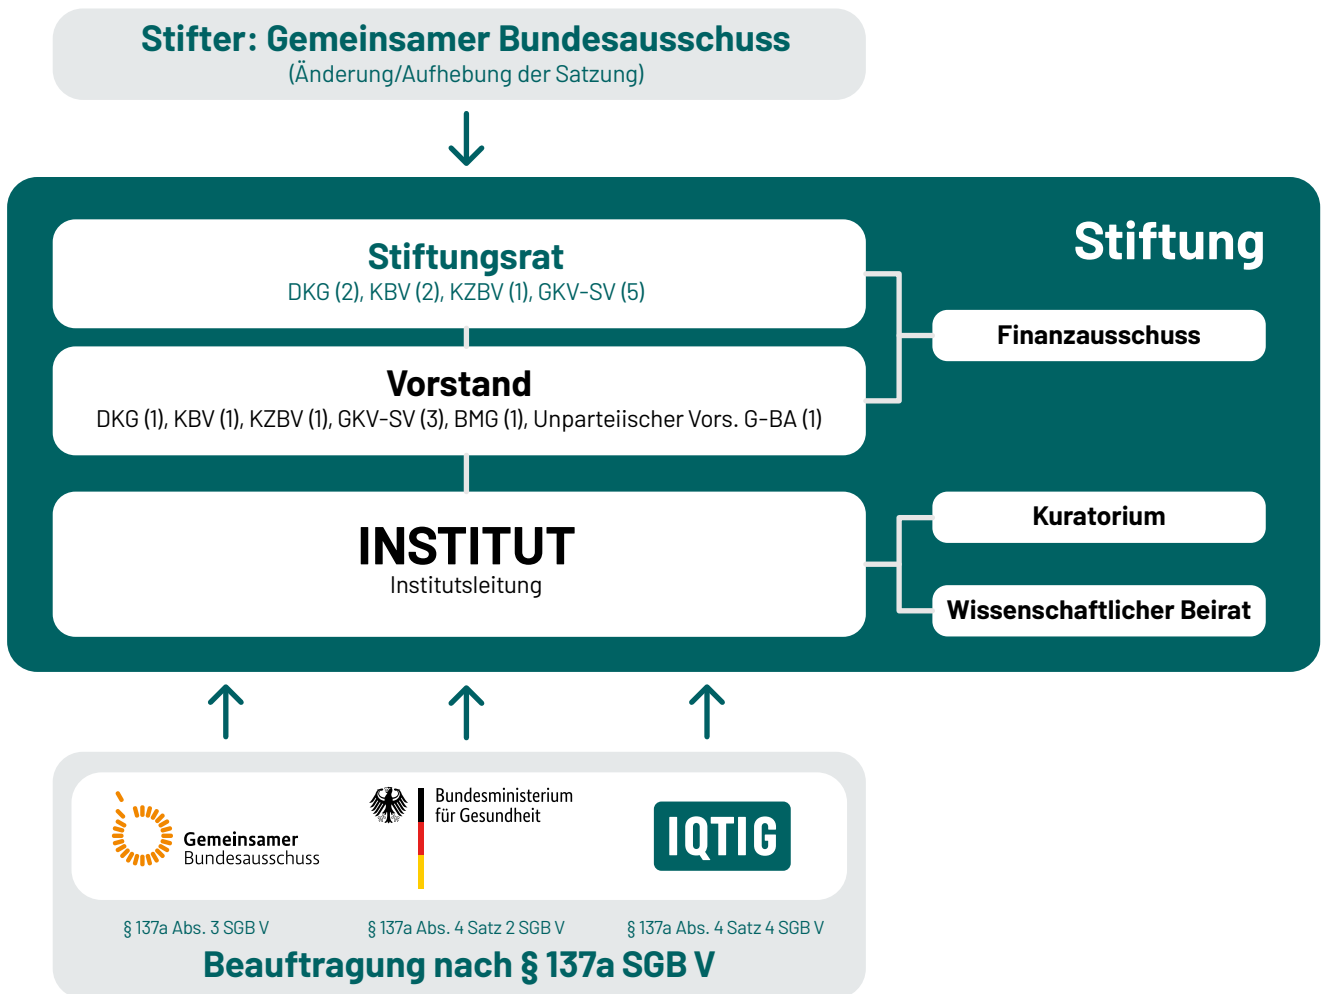 Stifter: Gemeinsamer Bundesausschuss
(Änderung/Aufhebung der Satzung)
Stiftung
Stiftungsrat
DKG (2), KBV (2), KZBV (1), GKV-SV (5)
Finanzausschuss
Vorstand
DKG (1), KBV (1), KZBV (1), GKV-SV (3), BMG (1), Unparteiischer Vors. G-BA (1)
INSTITUT
Institutsleitung
Kuratorium
Wissenschaftlicher Beirat
Gemeinsamer
Bundesausschuss
Bundesministerium
für Gesundheit
IQTIG
§ 137a Abs. 3 SGB V
§ 137a Abs. 4 Satz 2 SGB V
§ 137a Abs. 4 Satz 4 SGB V
Beauftragung nach § 137a SGB V